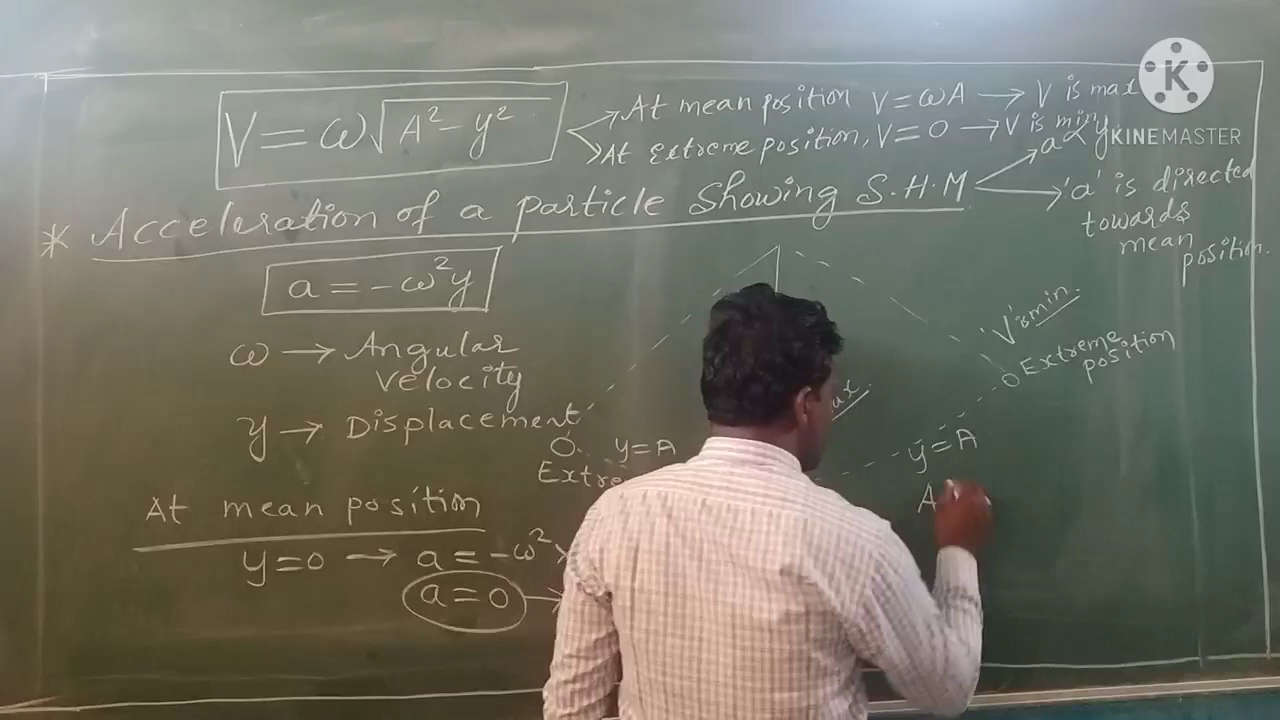 V = ω√A² - y²
At mean position V = ωA → V is max
At Extreme position, V = 0 → V is min
a ∝ y
KINEMASTER
* Acceleration of a particle showing S.H.M
'a' is directed
towards
mean
position.
a = -ω²y
ω → Angular
velocity
y → Displacement
'V' is min.
Extreme
position
y = A
y = A
At mean position
y = 0 → a = -ω² ×
a = 0 →